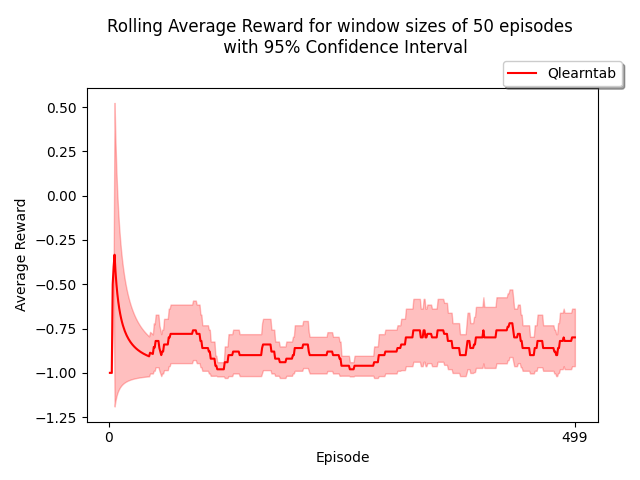 Rolling Average Reward for window sizes of 50 episodes
with 95% Confidence Interval
Qlearntab
0.50
0.25
0.00
−0.25
−0.50
−0.75
−1.00
−1.25
Average Reward
0
499
Episode